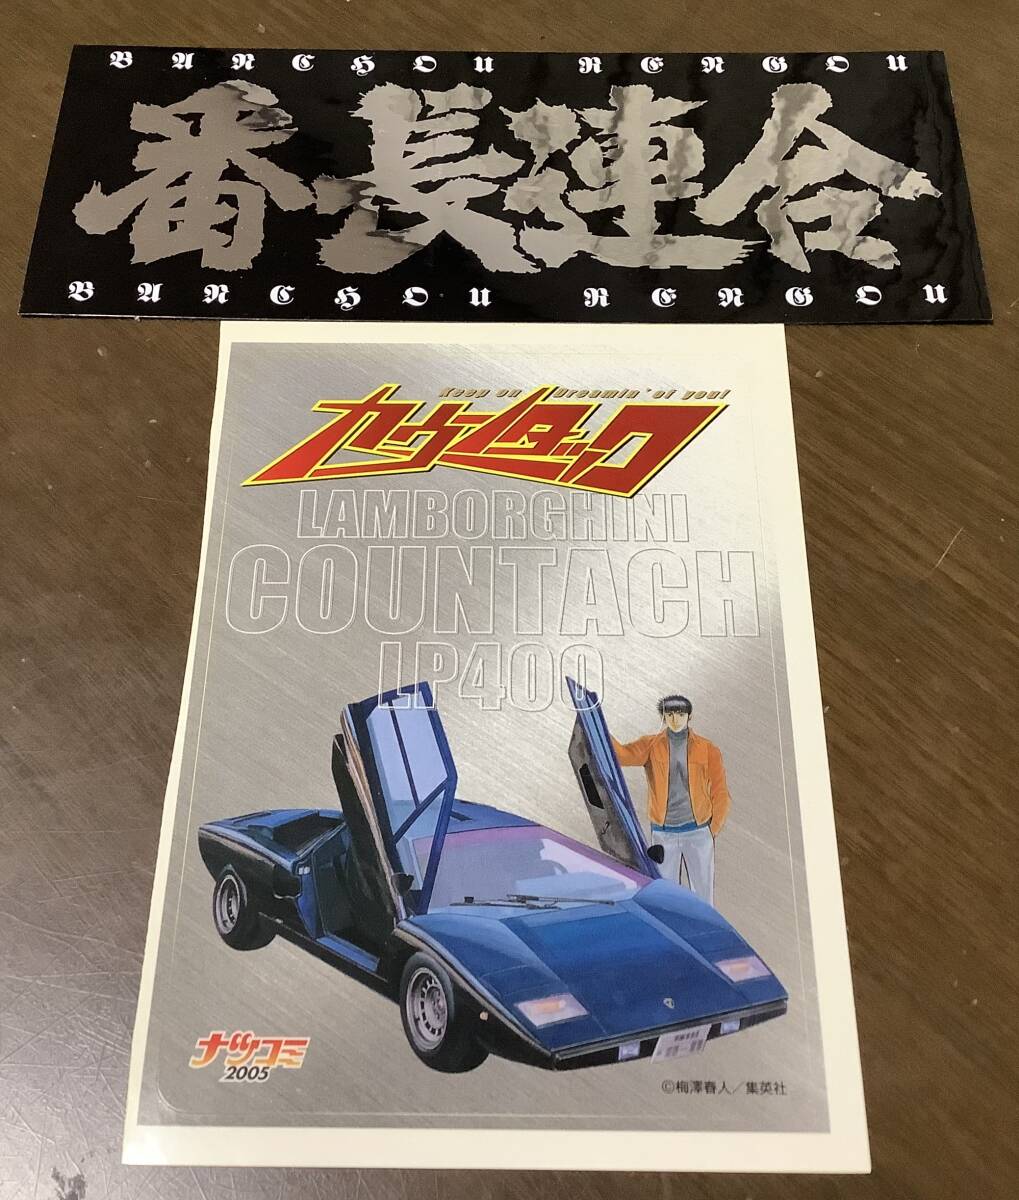 BANCHOU RENGOU
番長連合
BANCHOU RENGOU
Keep on Dreamin' of you!
カウンタック
LAMBORGHINI
COUNTACH
LP400
ナツコミ
2005
©梅澤春人／集英社